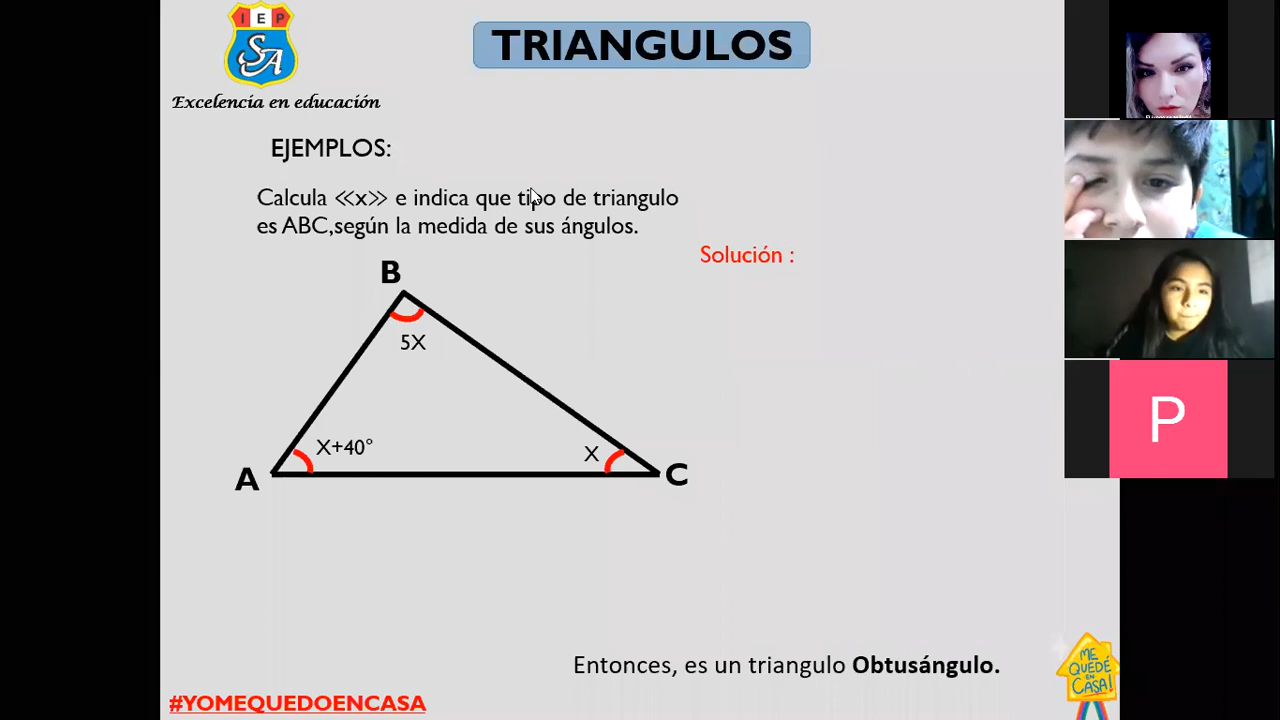 I E P
SA
Excelencia en educación
TRIANGULOS
EJEMPLOS:
Calcula ≪x≫ e indica que tipo de triangulo
es ABC,según la medida de sus ángulos.
Solución :
B
5X
X+40°
X
A
C
P
Entonces, es un triangulo Obtusángulo.
#YOMEQUEDOENCASA
ME
QUEDÉ
EN
CASA!